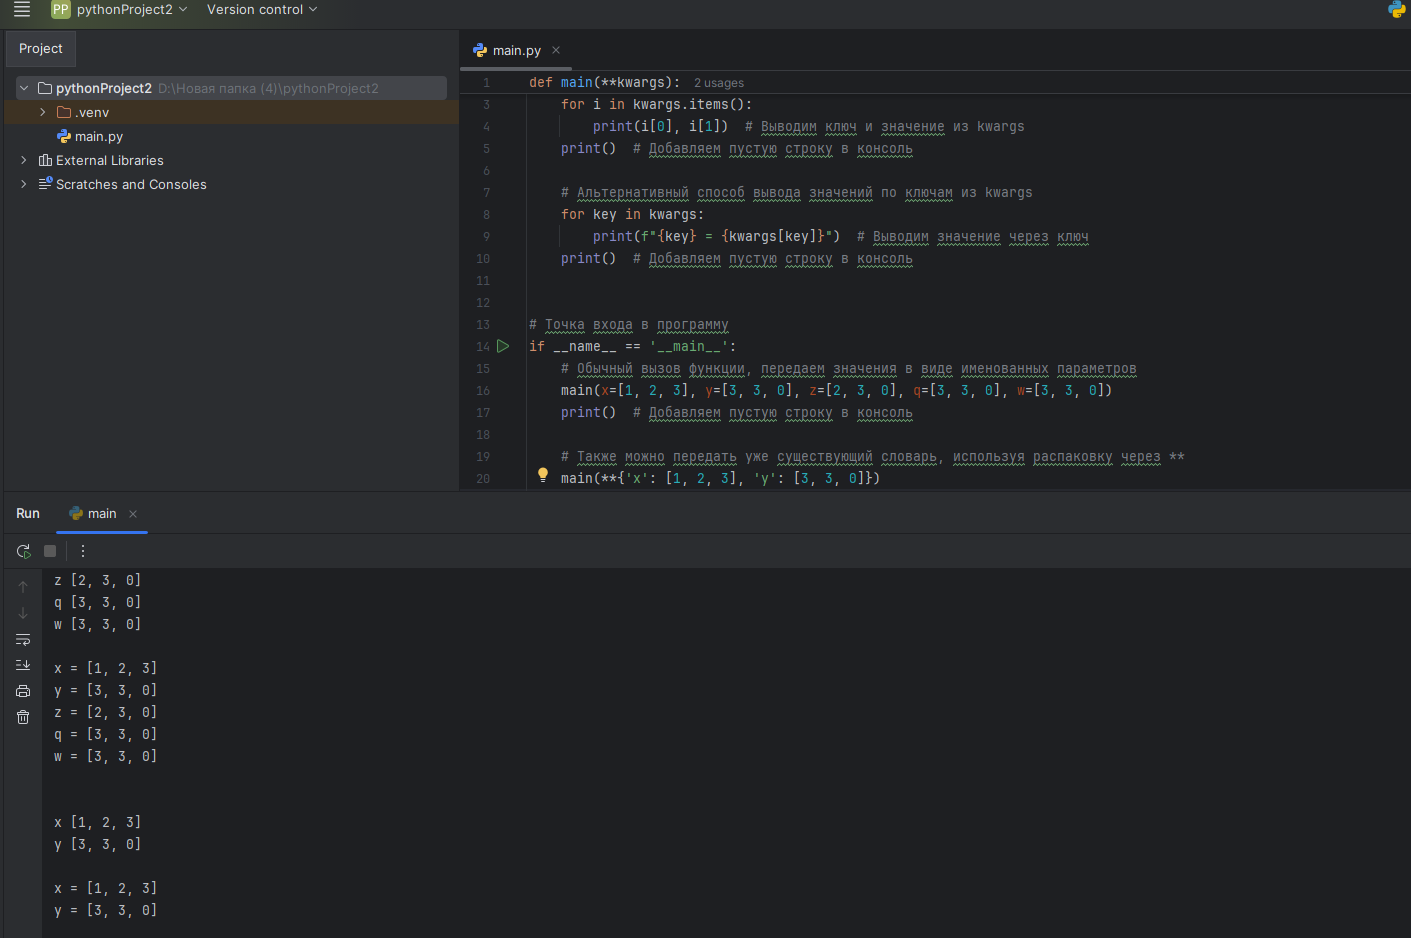 PP pythonProject2 Version control
Project
main.py
pythonProject2 D:\Новая папка (4)\pythonProject2
.venv
main.py
External Libraries
Scratches and Consoles
1 def main(**kwargs): 2 usages
3 for i in kwargs.items():
4 print(i[0], i[1])  # Выводим ключ и значение из kwargs
5 print()  # Добавляем пустую строку в консоль
6
7 # Альтернативный способ вывода значений по ключам из kwargs
8 for key in kwargs:
9 print(f"{key} = {kwargs[key]}")  # Выводим значение через ключ
10 print()  # Добавляем пустую строку в консоль
11
12
13 # Точка входа в программу
14 if __name__ == '__main__':
15 # Обычный вызов функции, передаем значения в виде именованных параметров
16 main(x=[1, 2, 3], y=[3, 3, 0], z=[2, 3, 0], q=[3, 3, 0], w=[3, 3, 0])
17 print()  # Добавляем пустую строку в консоль
18
19 # Также можно передать уже существующий словарь, используя распаковку через **
20 main(**{'x': [1, 2, 3], 'y': [3, 3, 0]})
Run main
z [2, 3, 0]
q [3, 3, 0]
w [3, 3, 0]
x = [1, 2, 3]
y = [3, 3, 0]
z = [2, 3, 0]
q = [3, 3, 0]
w = [3, 3, 0]
x [1, 2, 3]
y [3, 3, 0]
x = [1, 2, 3]
y = [3, 3, 0]